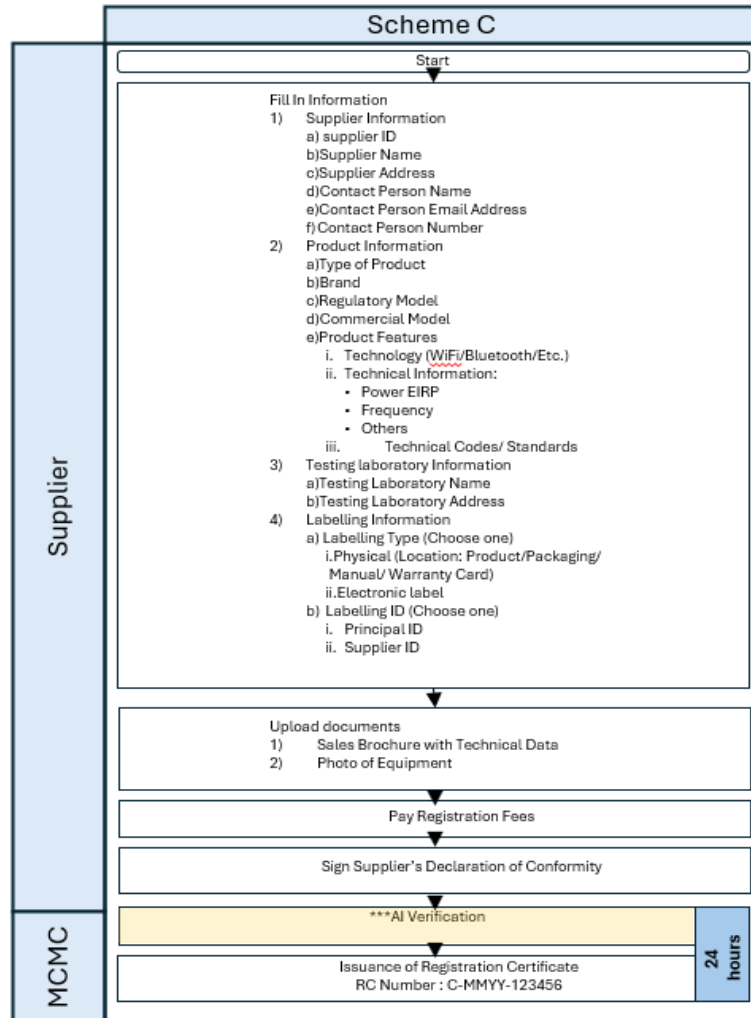 Scheme C
Supplier
Start
Fill In Information
1) Supplier Information
a) supplier ID
b)Supplier Name
c)Supplier Address
d)Contact Person Name
e)Contact Person Email Address
f)Contact Person Number
2) Product Information
a)Type of Product
b)Brand
c)Regulatory Model
d)Commercial Model
e)Product Features
i. Technology (WiFi/Bluetooth/Etc.)
ii. Technical Information:
• Power EIRP
• Frequency
• Others
iii. Technical Codes/ Standards
3) Testing laboratory Information
a)Testing Laboratory Name
b)Testing Laboratory Address
4) Labelling Information
a) Labelling Type (Choose one)
i.Physical (Location: Product/Packaging/
Manual/ Warranty Card)
ii.Electronic label
b) Labelling ID (Choose one)
i. Principal ID
ii. Supplier ID
Upload documents
1) Sales Brochure with Technical Data
2) Photo of Equipment
Pay Registration Fees
Sign Supplier's Declaration of Conformity
MCMC
***AI Verification
Issuance of Registration Certificate
RC Number : C-MMYY-123456
24
hours